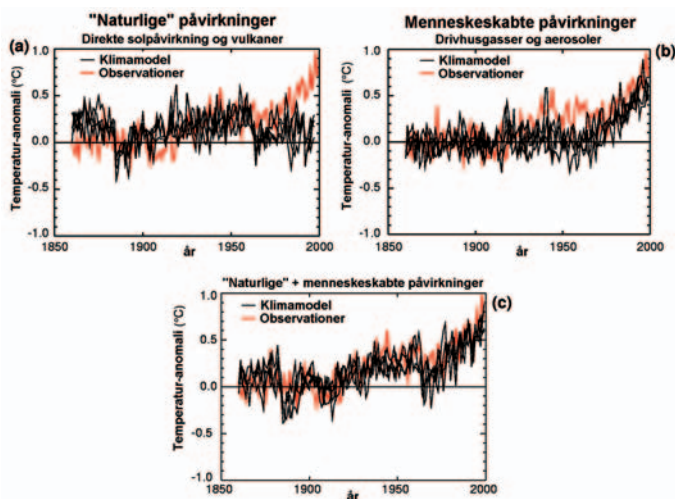 "Naturlige" påvirkninger
Direkte solpåvirkning og vulkaner
(a)
Klimamodel
Observationer
Temperatur-anomali (°C)
1.0
0.5
0.0
-0.5
-1.0
1850
1900
1950
2000
år
Menneskeskabte påvirkninger
Drivhusgasser og aerosoler
(b)
Klimamodel
Observationer
Temperatur-anomali (°C)
1.0
0.5
0.0
-0.5
-1.0
1850
1900
1950
2000
år
"Naturlige" + menneskeskabte påvirkninger
(c)
Klimamodel
Observationer
Temperatur-anomali (°C)
1.0
0.5
0.0
-0.5
-1.0
1850
1900
1950
2000
år